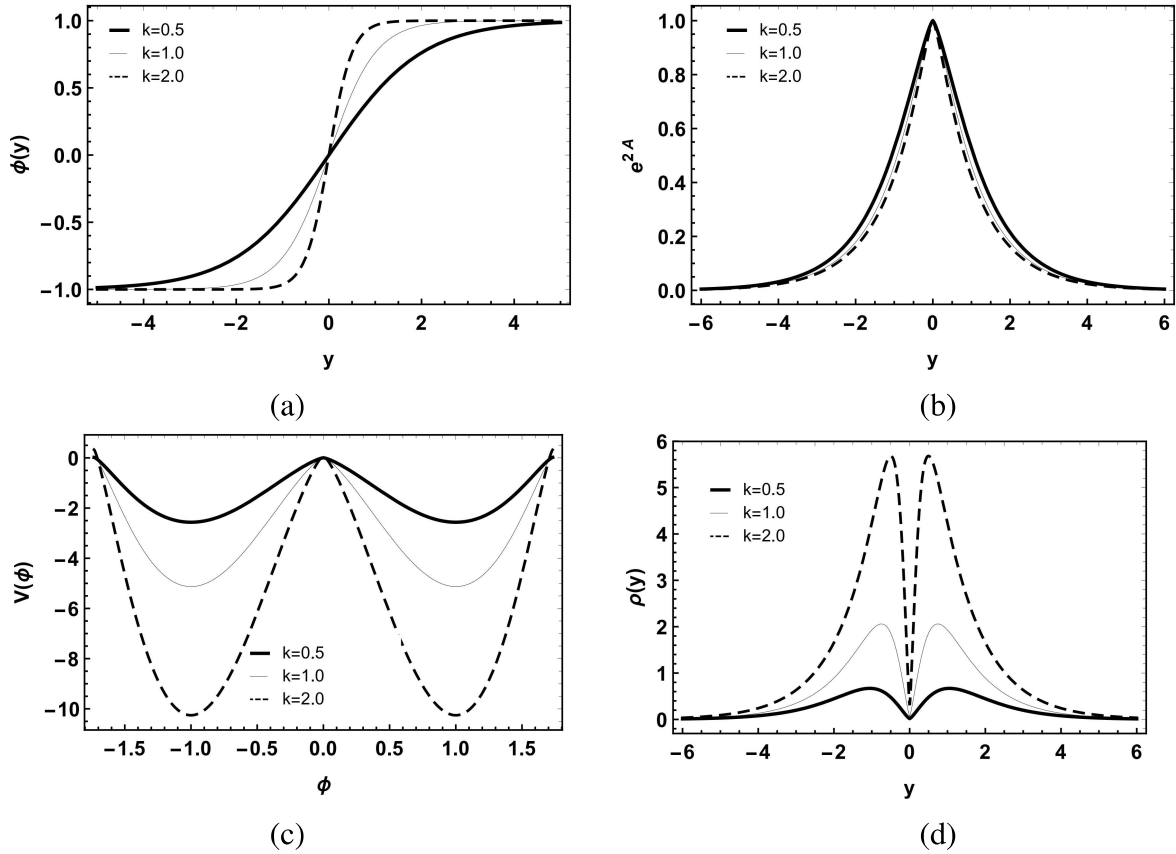 1.0
0.5
0.0
−0.5
−1.0
ϕ(y)
k=0.5
k=1.0
k=2.0
−4 −2 0 2 4
y
(a)
1.0
0.8
0.6
0.4
0.2
0.0
e^{2A}
k=0.5
k=1.0
k=2.0
−6 −4 −2 0 2 4 6
y
(b)
0
−2
−4
−6
−8
−10
V(ϕ)
k=0.5
k=1.0
k=2.0
−1.5 −1.0 −0.5 0.0 0.5 1.0 1.5
ϕ
(c)
6
5
4
3
2
1
0
ρ(y)
k=0.5
k=1.0
k=2.0
−6 −4 −2 0 2 4 6
y
(d)